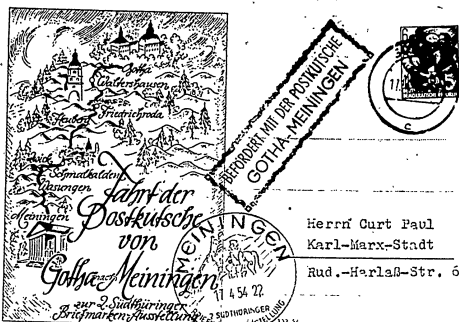 Gotha
Waltershausen
Friedrichroda
Schmalkalden
Wasungen
Meiningen
Fahrt der
Postkutsche
von
Gotha nach Meiningen
zur 2. Südthüringer
Briefmarken-Ausstellung
BEFÖRDERT MIT DER POSTKUTSCHE
GOTHA-MEININGEN
MEININGEN
17 4 54 22
2. SÜDTHÜRINGER
Herrn Curt Paul
Karl-Marx-Stadt
Rud.-Harlaß-Str. 6